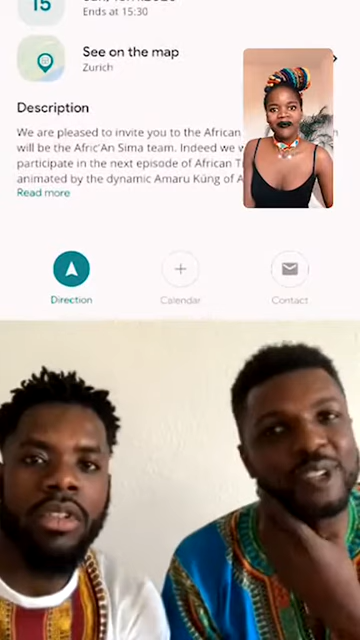 15
Ends at 15:30
See on the map
Zurich
Description
We are pleased to invite you to the African
will be the Afric'An Sima team. Indeed we
participate in the next episode of African
animated by the dynamic Amaru Küng of
Read more
Direction
Calendar
Contact